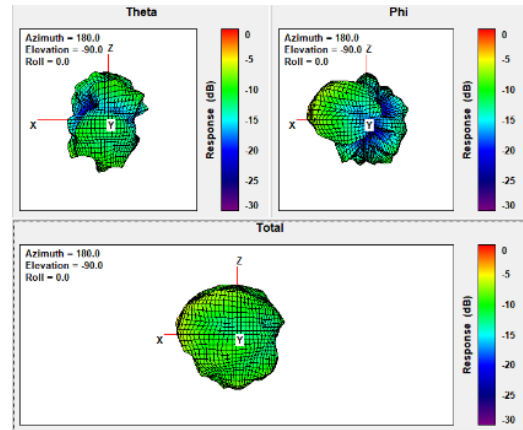 Theta
Azimuth = 180.0
Elevation = -90.0
Roll = 0.0
Z
X
Y
0
-5
-10
-15
-20
-25
-30
Response (dB)
Phi
Azimuth = 180.0
Elevation = -90.0
Roll = 0.0
Z
X
Y
0
-5
-10
-15
-20
-25
-30
Response (dB)
Total
Azimuth = 180.0
Elevation = -90.0
Roll = 0.0
Z
X
Y
0
-5
-10
-15
-20
-25
-30
Response (dB)